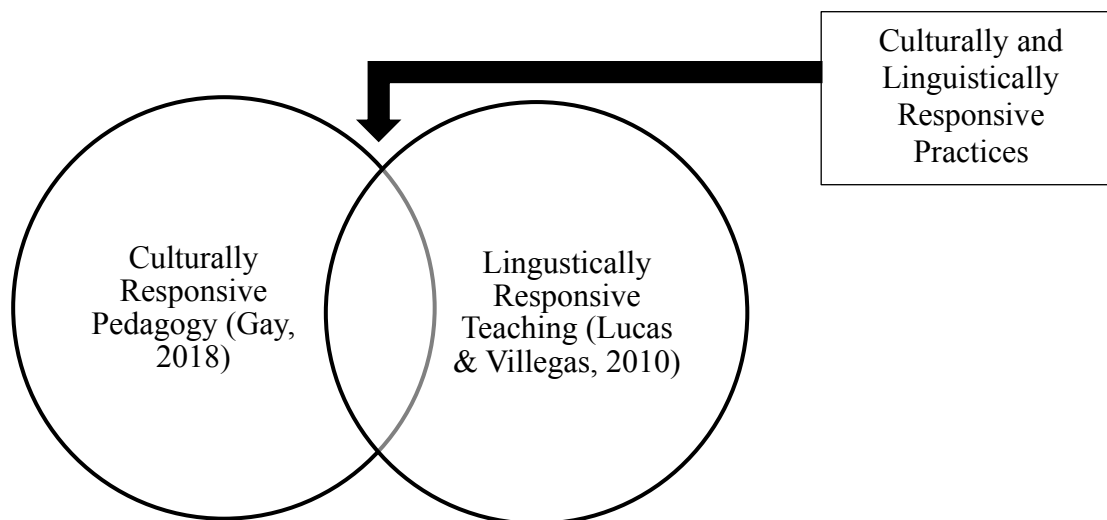 Culturally and
Linguistically
Responsive
Practices
Culturally
Responsive
Pedagogy (Gay,
2018)
Lingustically
Responsive
Teaching (Lucas
& Villegas, 2010)